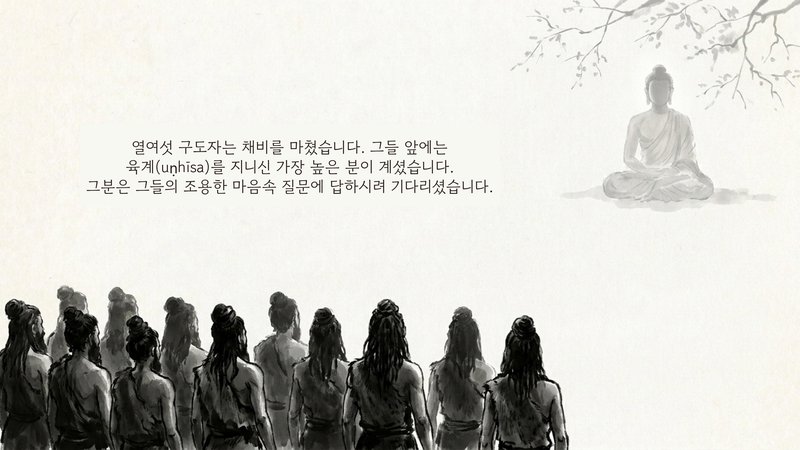 열여섯 구도자는 채비를 마쳤습니다. 그들 앞에는
육계(uṇhīsa)를 지니신 가장 높은 분이 계셨습니다.
그분은 그들의 조용한 마음속 질문에 답하시려 기다리셨습니다.